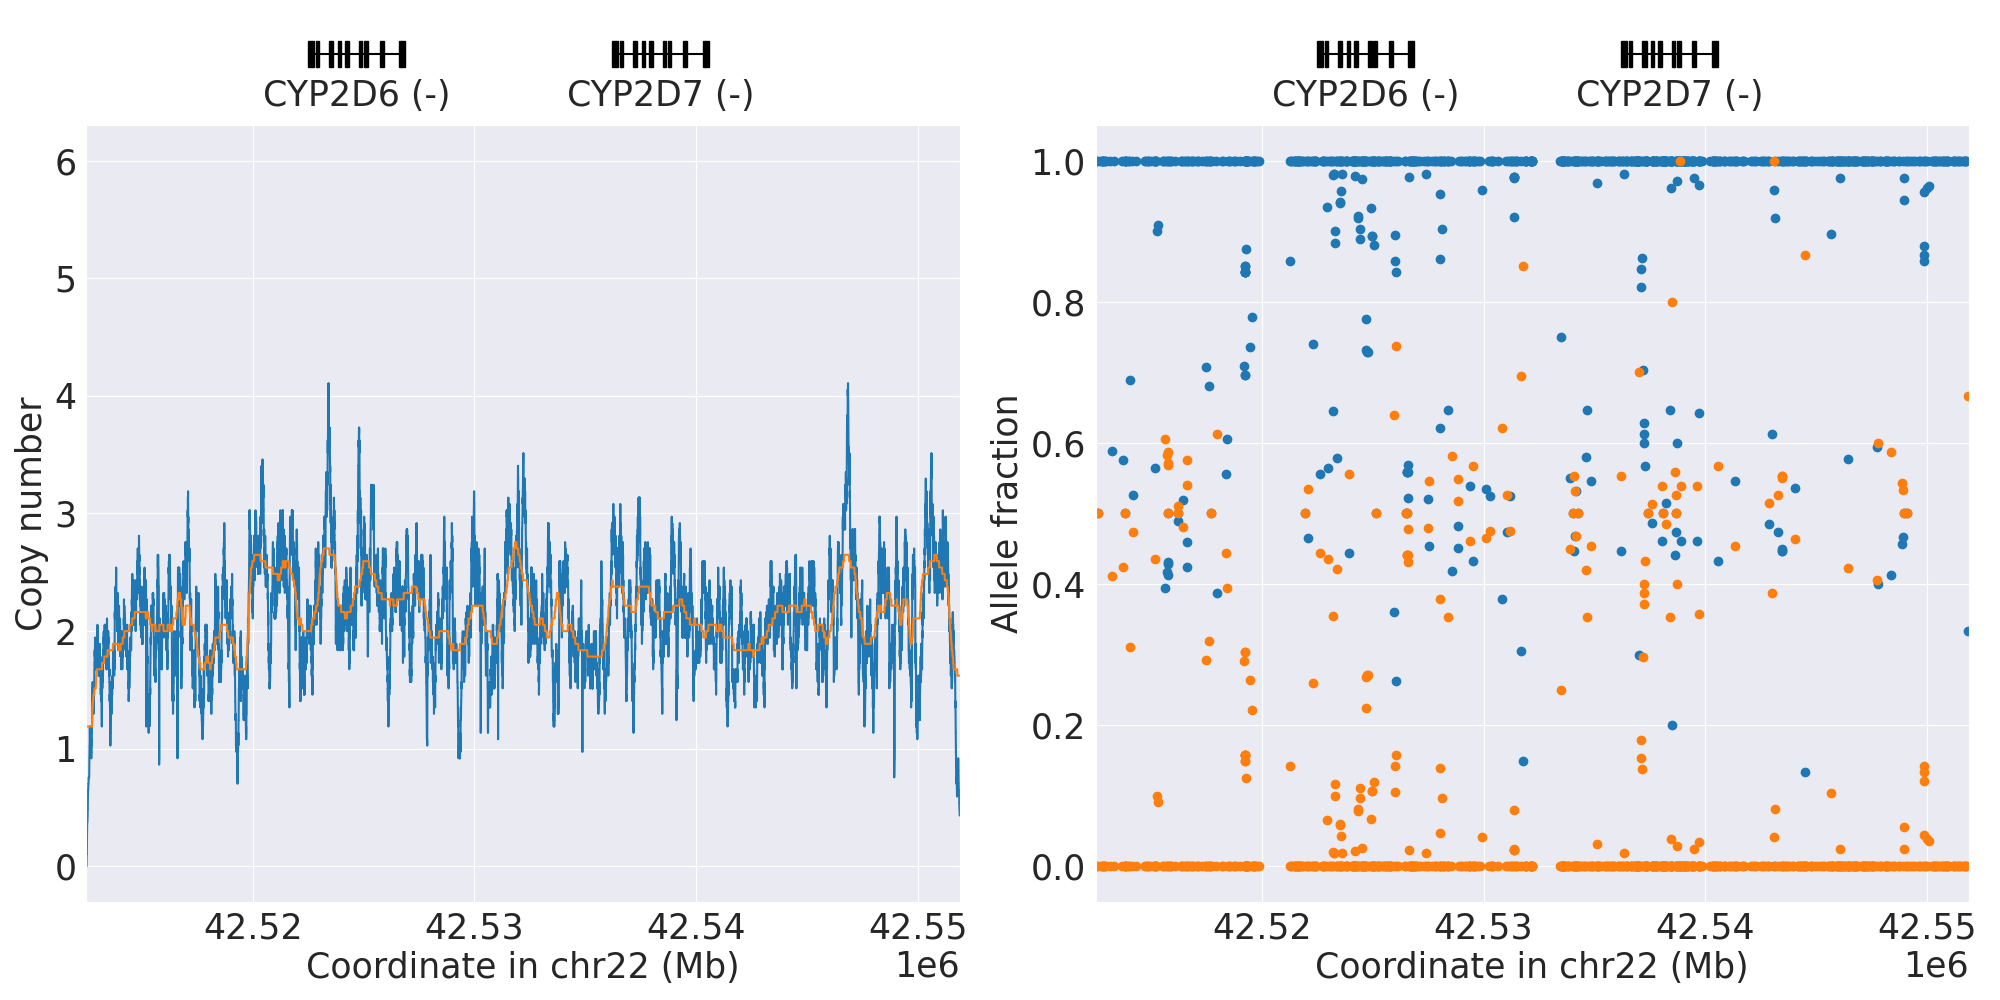 CYP2D6 (-)
CYP2D7 (-)
Copy number
6
5
4
3
2
1
0
42.52
42.53
42.54
42.55
Coordinate in chr22 (Mb)
1e6
CYP2D6 (-)
CYP2D7 (-)
Allele fraction
1.0
0.8
0.6
0.4
0.2
0.0
42.52
42.53
42.54
42.55
Coordinate in chr22 (Mb)
1e6